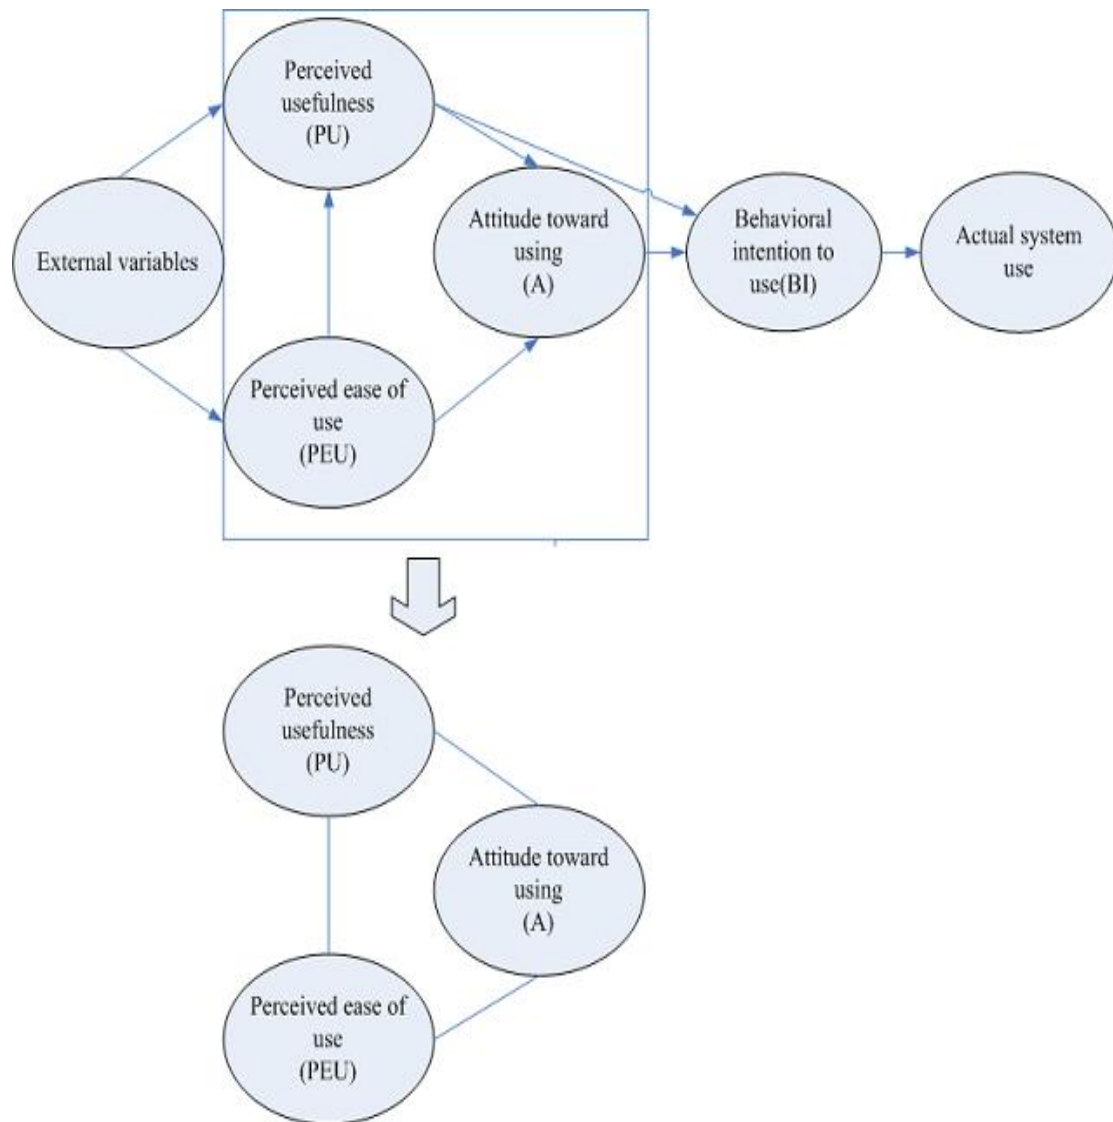 Perceived
usefulness
(PU)
External variables
Attitude toward
using
(A)
Behavioral
intention to
use(BI)
Actual system
use
Perceived ease of
use
(PEU)
Perceived
usefulness
(PU)
Attitude toward
using
(A)
Perceived ease of
use
(PEU)